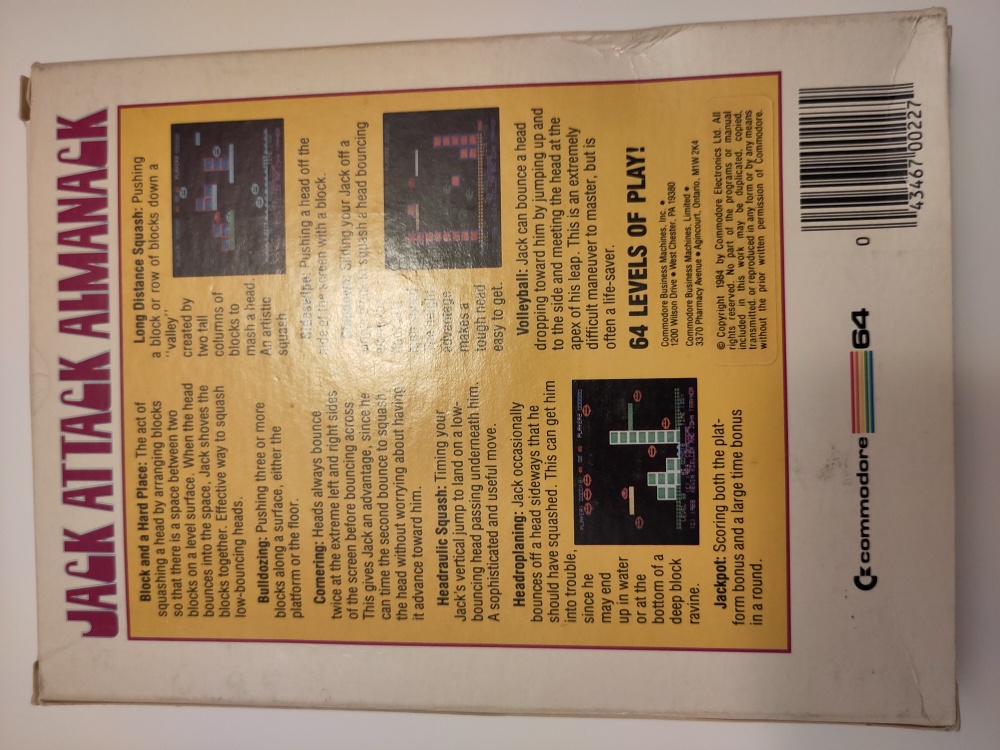 JACK ATTACK ALMANACK
Block and a Hard Place: The act of
squashing a head by arranging blocks
so that there is a space between two
blocks on a level surface. When the head
bounces into the space, Jack shoves the
blocks together. Effective way to squash
low-bouncing heads.
Bulldozing: Pushing three or more
blocks along a surface, either the
platform or the floor.
Cornering: Heads always bounce
twice at the extreme left and right sides
of the screen before bouncing across.
This gives Jack an advantage, since he
can time the second bounce to squash
the head without worrying about having
it advance toward him.
Headraulic Squash: Timing your
Jack's vertical jump to land on a low-
bouncing head passing underneath him.
A sophisticated and useful move.
Headroplaning: Jack occasionally
bounces off a head sideways that he
should have squashed. This can get him
into trouble,
since he
may end
up in water
or at the
bottom of a
deep block
ravine.
Jackpot: Scoring both the plat-
form bonus and a large time bonus
in a round.
Long Distance Squash: Pushing
a block or row of blocks down a
"valley"
created by
two tall
columns of
blocks to
mash a head.
An artistic
squash.
Pushing a head off the
the screen with a block.
your Jack off a
squash a head bouncing
advantage,
makes a
tough head
easy to get.
Volleyball: Jack can bounce a head
dropping toward him by jumping up and
to the side and meeting the head at the
apex of his leap. This is an extremely
difficult maneuver to master, but is
often a life-saver.
64 LEVELS OF PLAY!
Commodore Business Machines, Inc. •
1200 Wilson Drive • West Chester, PA 19380
Commodore Business Machines, Limited •
3370 Pharmacy Avenue • Agincourt, Ontario, M1W 2K4
© Copyright 1984 by Commodore Electronics Ltd. All
rights reserved. No part of the programs or manual
included in this work may be duplicated, copied,
transmitted, or reproduced in any form or by any means
without the prior written permission of Commodore.
commodore 64
0 43467 00227